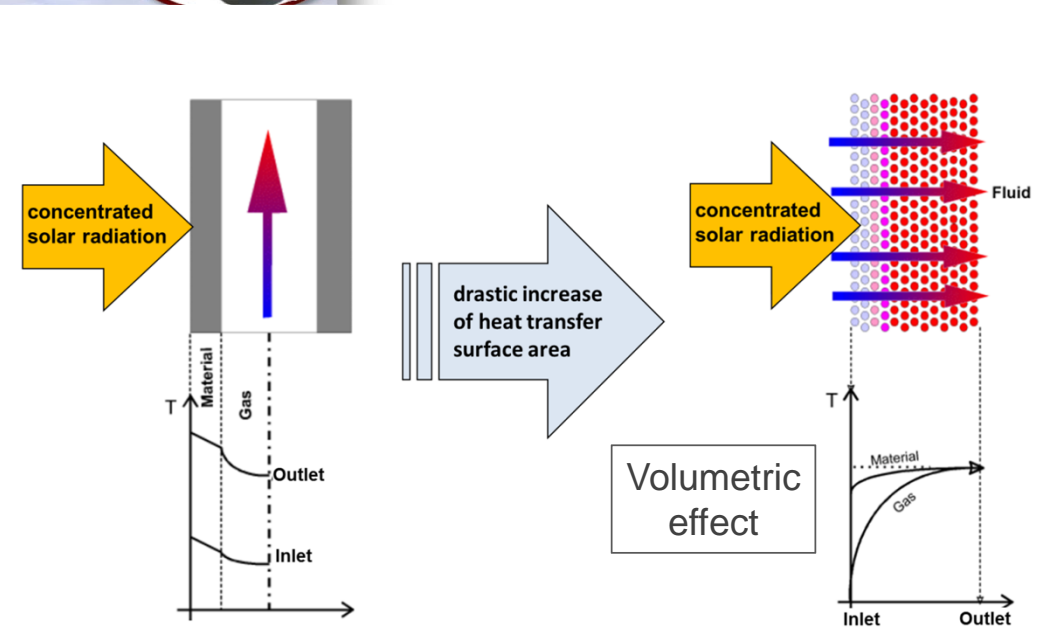 concentrated
solar radiation
Material
Gas
T
Outlet
Inlet
drastic increase
of heat transfer
surface area
Volumetric
effect
concentrated
solar radiation
Fluid
T
Material
Gas
Inlet
Outlet